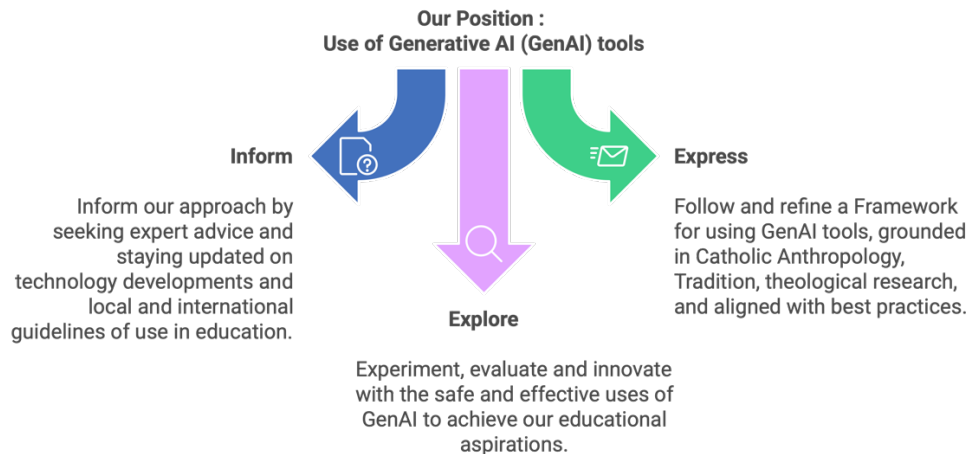 Our Position :
Use of Generative AI (GenAI) tools
Inform
Inform our approach by
seeking expert advice and
staying updated on
technology developments and
local and international
guidelines of use in education.
Explore
Experiment, evaluate and innovate
with the safe and effective uses of
GenAI to achieve our educational
aspirations.
Express
Follow and refine a Framework
for using GenAI tools, grounded
in Catholic Anthropology,
Tradition, theological research,
and aligned with best practices.